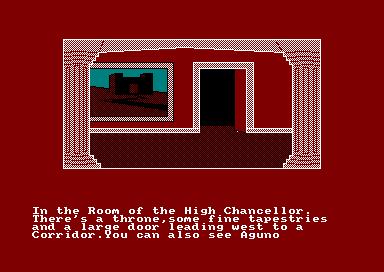 In the Room of the High Chancellor.
There's a throne,some fine tapestries
and a large door leading west to a
Corridor.You can also see Aguno